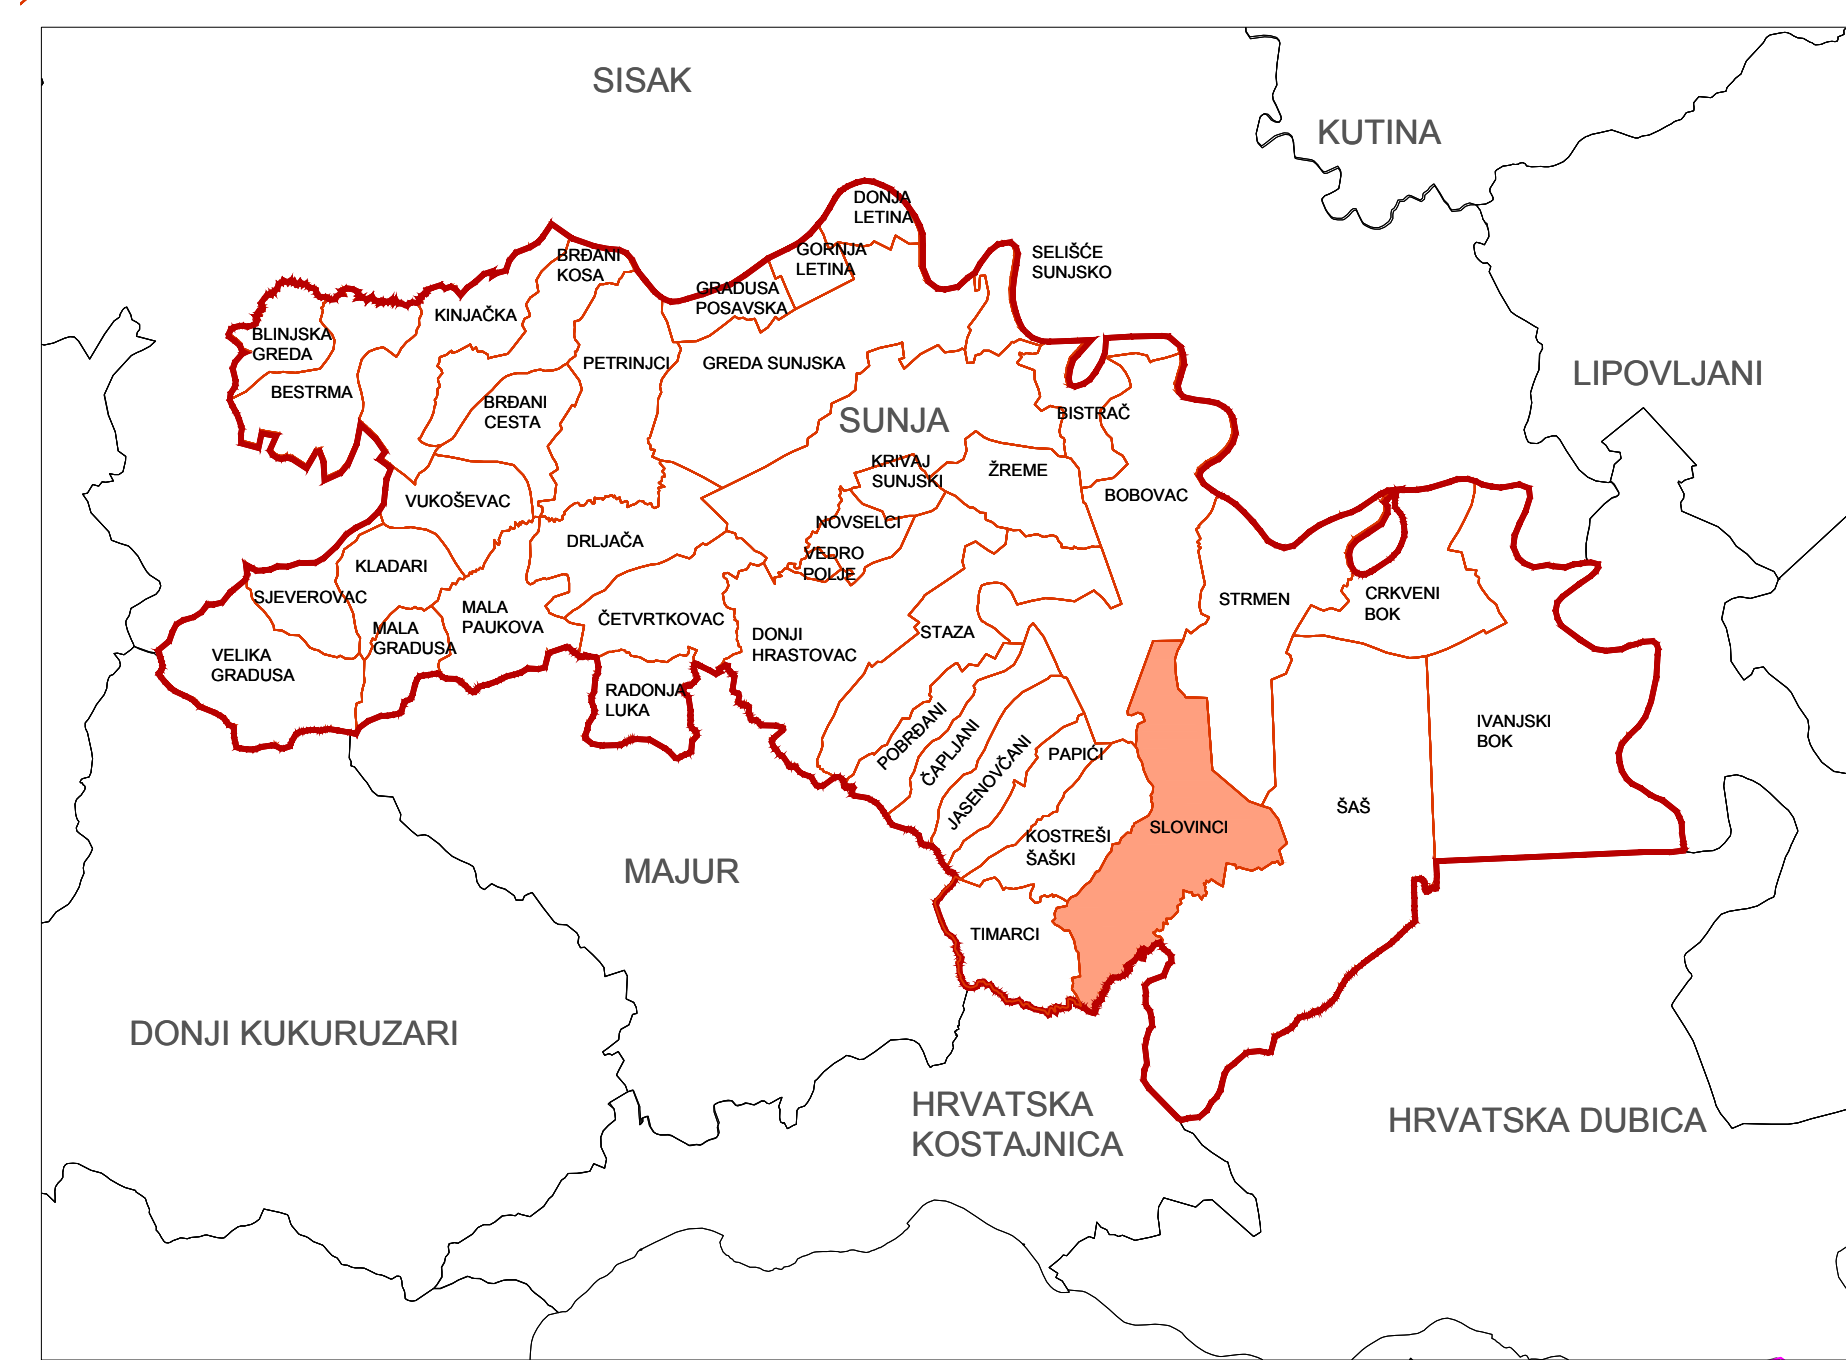 SISAK
KUTINA
DONJA
LETINA
GORNJA
LETINA
SELIŠĆE
SUNJSKO
BRĐANI
KOSA
GRADUSA
POSAVSKA
KINJAČKA
BLINJSKA
GREDA
PETRINJCI
GREDA SUNJSKA
LIPOVLJANI
BESTRMA
BRĐANI
CESTA
SUNJA
BISTRAČ
KRIVAJ
SUNJSKI
ŽREME
VUKOŠEVAC
BOBOVAC
NOVSELCI
DRLJAČA
VEDRO
POLJE
KLADARI
SJEVEROVAC
STRMEN
CRKVENI
BOK
MALA
PAUKOVA
ČETVRTKOVAC
MALA
GRADUSA
DONJI
HRASTOVAC
STAZA
VELIKA
GRADUSA
RADONJA
LUKA
POBRĐANI
ČAPLJANI
JASENOVČANI
PAPIĆI
IVANJSKI
BOK
ŠAŠ
SLOVINCI
KOSTREŠI
ŠAŠKI
MAJUR
TIMARCI
DONJI KUKURUZARI
HRVATSKA
KOSTAJNICA
HRVATSKA DUBICA